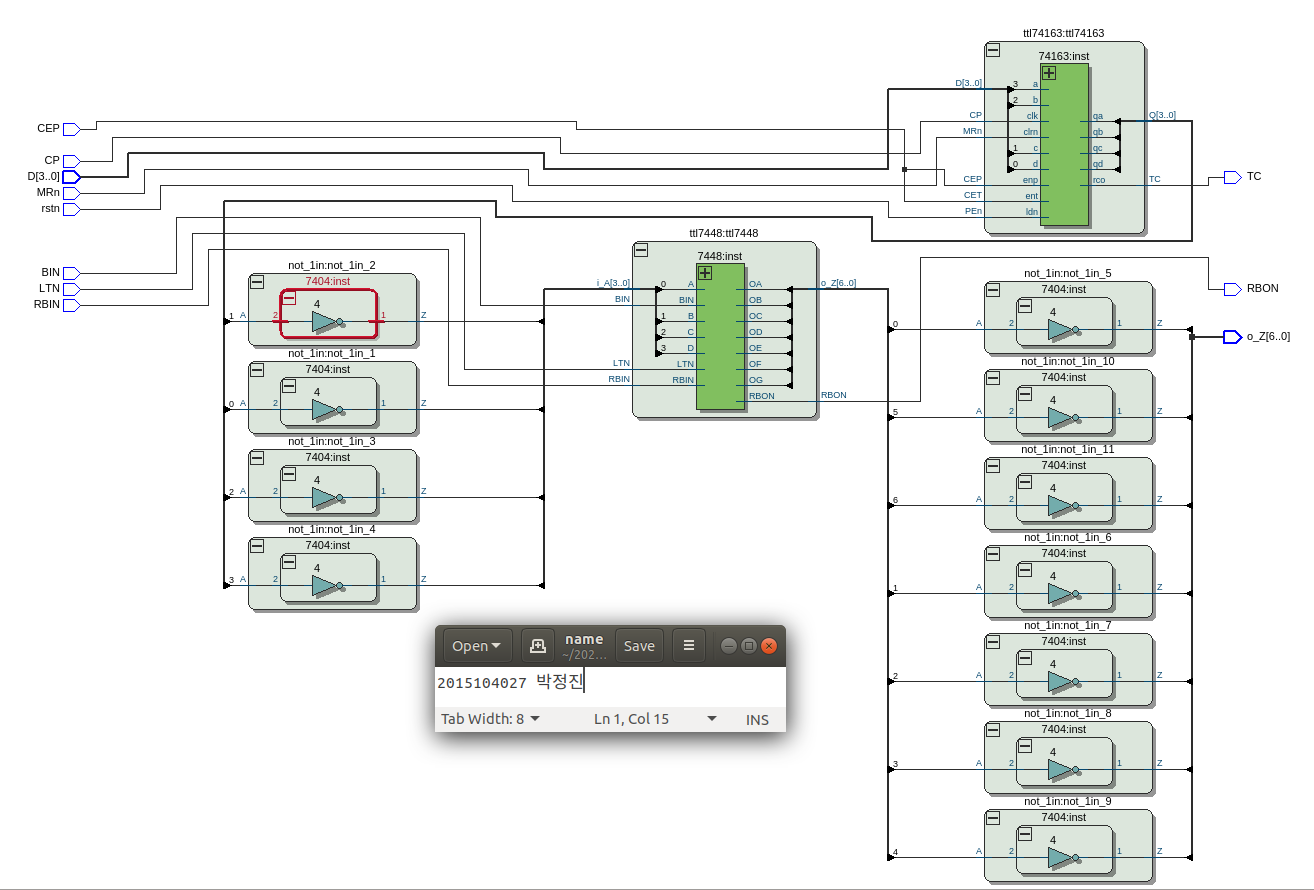 ttl74163:ttl74163
74163:inst
D[3..0]
3 a
2 b
CP clk qa Q[3..0]
MRn clrn qb
1 c qc
0 d qd
CEP enp rco TC
CET ent
PEn ldn
CEP
CP
D[3..0]
MRn
rstn
BIN
LTN
RBIN
TC
RBON
o_Z[6..0]
ttl7448:ttl7448
7448:inst
i_A[3..0] 0 A OA o_Z[6..0]
BIN BIN OB
1 B OC
2 C OD
3 D OE
LTN LTN OF
RBIN RBIN OG
RBON RBON
not_1in:not_1in_2
7404:inst
4
1 A 2 1 Z
not_1in:not_1in_1
7404:inst
4
0 A 2 1 Z
not_1in:not_1in_3
7404:inst
4
2 A 2 1 Z
not_1in:not_1in_4
7404:inst
4
3 A 2 1 Z
not_1in:not_1in_5
7404:inst
4
0 A 2 1 Z
not_1in:not_1in_10
7404:inst
4
5 A 2 1 Z
not_1in:not_1in_11
7404:inst
4
6 A 2 1 Z
not_1in:not_1in_6
7404:inst
4
1 A 2 1 Z
not_1in:not_1in_7
7404:inst
4
2 A 2 1 Z
not_1in:not_1in_8
7404:inst
4
3 A 2 1 Z
not_1in:not_1in_9
7404:inst
4
4 A 2 1 Z
Open name Save
~/202...
2015104027 박정진
Tab Width: 8 Ln 1, Col 15 INS